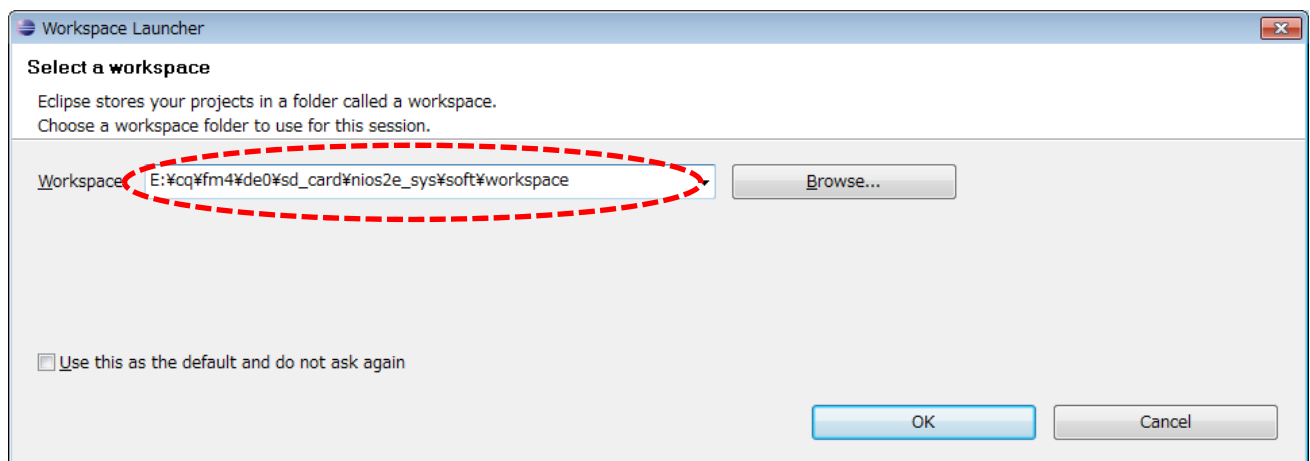 Workspace Launcher
Select a workspace
Eclipse stores your projects in a folder called a workspace.
Choose a workspace folder to use for this session.
Workspace E:¥cq¥fm4¥de0¥sd_card¥nios2e_sys¥soft¥workspace Browse...
Use this as the default and do not ask again
OK Cancel